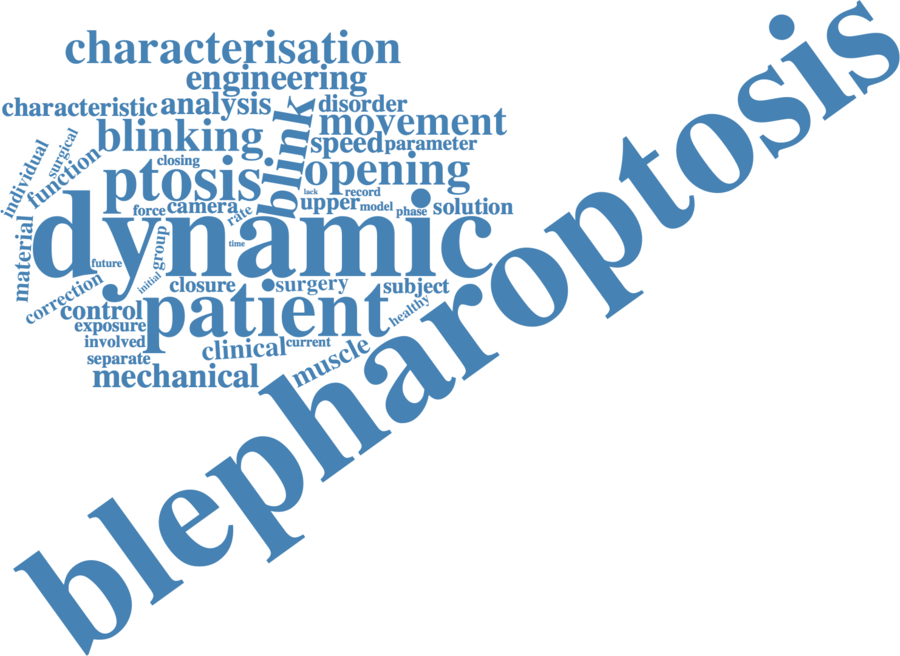 characterisation
engineering
characteristic analysis disorder
blinking blink movement
speed parameter
individual surgical function closing
ptosis opening
lack record
force camera rate upper model phase solution
material dynamic
group time
future initial
correction closure surgery subject
control patient healthy
exposure
involved clinical current
separate muscle
mechanical
blepharoptosis